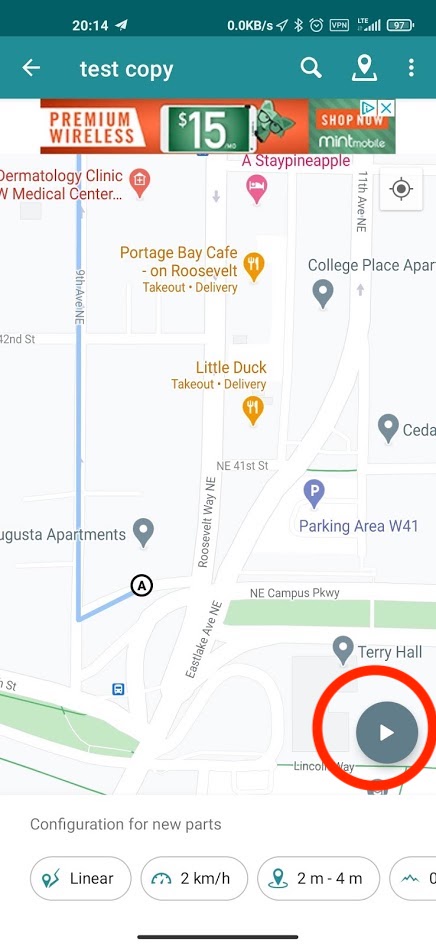 20:14
0.0KB/s
VPN
LTE
97
test copy
PREMIUM
WIRELESS
$15
/MO
SHOP NOW
mintmobile
A Staypineapple
Dermatology Clinic
W Medical Center...
11th Ave NE
Portage Bay Cafe
- on Roosevelt
Takeout • Delivery
College Place Apar
9th Ave NE
42nd St
Little Duck
Takeout • Delivery
Ceda
NE 41st St
P
Parking Area W41
ugusta Apartments
Roosevelt Way NE
A
NE Campus Pkwy
Eastlake Ave NE
Terry Hall
h St
Lincoln Way
Configuration for new parts
Linear
2 km/h
2 m - 4 m
0